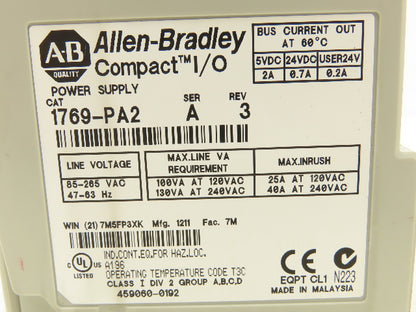 A-B Allen-Bradley
QUALITY Compact™ I/O
POWER SUPPLY
CAT SER REV
1769-PA2 A 3
BUS CURRENT OUT
AT 60°C
5VDC 24VDC USER24V
2A 0.7A 0.2A
LINE VOLTAGE MAX.LINE VA REQUIREMENT MAX.INRUSH
85-265 VAC 100VA AT 120VAC 25A AT 120VAC
47-63 Hz 130VA AT 240VAC 40A AT 240VAC
WIN (21) 7M5FP3XK Mfg. 1211 Fac. 7M
IND.CONT.EQ.FOR HAZ.LOC.
A196
c UL us OPERATING TEMPERATURE CODE T3C
LISTED CLASS I DIV 2 GROUP A,B,C,D
459060-0192
CE
EQPT CL1 N223
MADE IN MALAYSIA